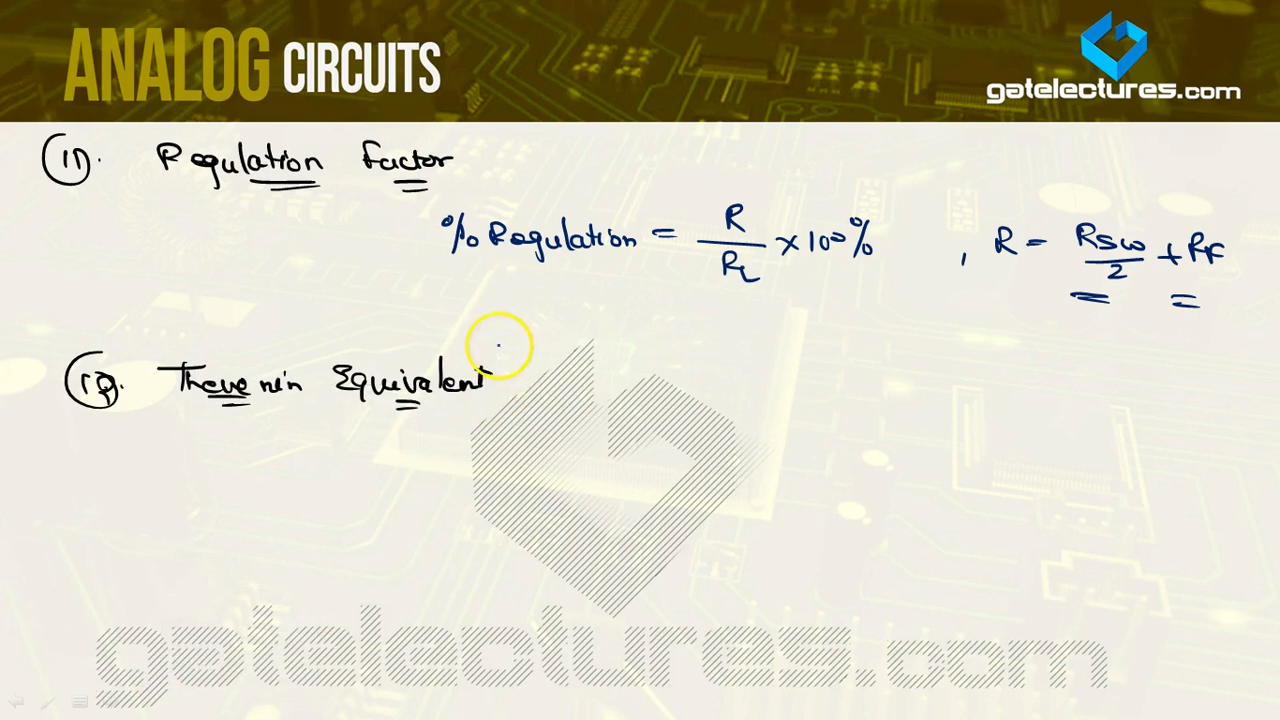 ANALOG CIRCUITS
gatelectures.com
(11). Regulation Factor
% Regulation = R/RL × 100% , R = RSW/2 + RF
(12). Thevenin Equivalent
gatelectures.com